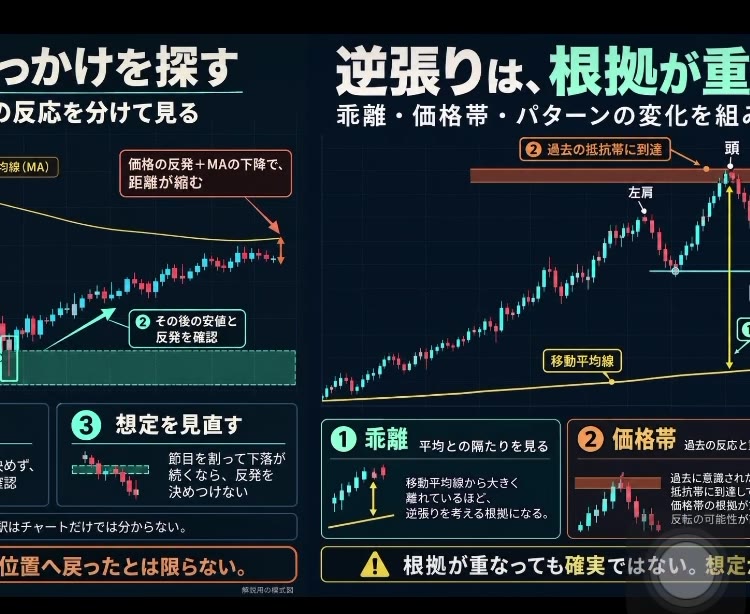 っかけを探す
の反応を分けて見る
均線（MA）
価格の反発＋MAの下降で、
距離が縮む
② その後の安値と
反発を確認
決めず、
確認
③ 想定を見直す
節目を割って下落が
続くなら、反発を
決めつけない
訳はチャートだけでは分からない。
位置へ戻ったとは限らない。
解説用の模式図
逆張りは、根拠が重
乖離・価格帯・パターンの変化を組み
② 過去の抵抗帯に到達
頭
左肩
①
移動平均線
① 乖離 平均との隔たりを見る
移動平均線から大きく
離れているほど、
逆張りを考える根拠になる。
② 価格帯 過去の反応と
過去に意識された
抵抗帯に到達して
価格帯の根拠が
反転の可能性が
根拠が重なっても確実ではない。想定